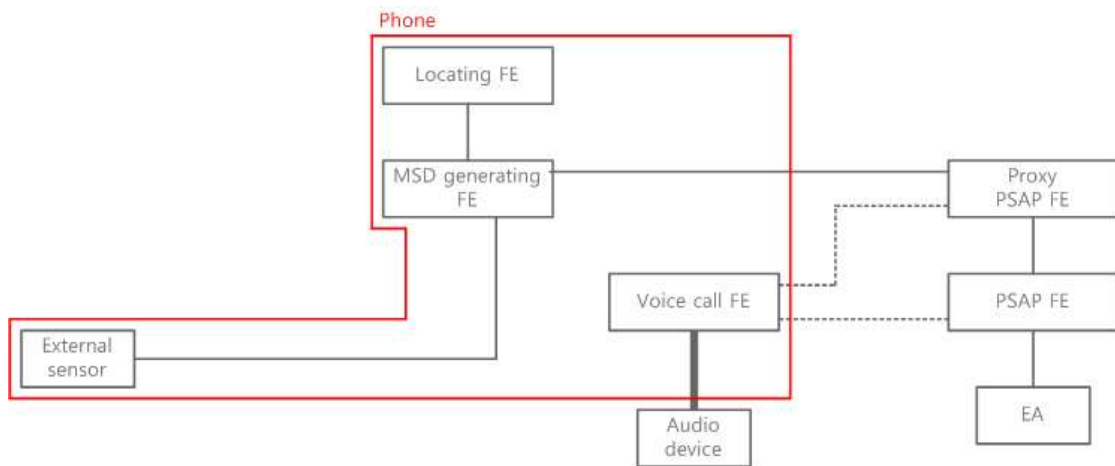 Phone
Locating FE
MSD generating
FE
Proxy
PSAP FE
Voice call FE
PSAP FE
External
sensor
EA
Audio
device